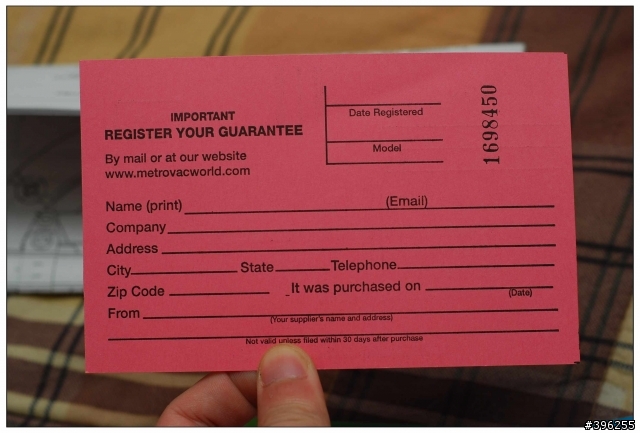 IMPORTANT
REGISTER YOUR GUARANTEE
By mail or at our website
www.metrovacworld.com
Date Registered
Model
1698450
Name (print) (Email)
Company
Address
City State Telephone
Zip Code It was purchased on
(Date)
From
(Your supplier's name and address)
Not valid unless filed within 30 days after purchase
#396255